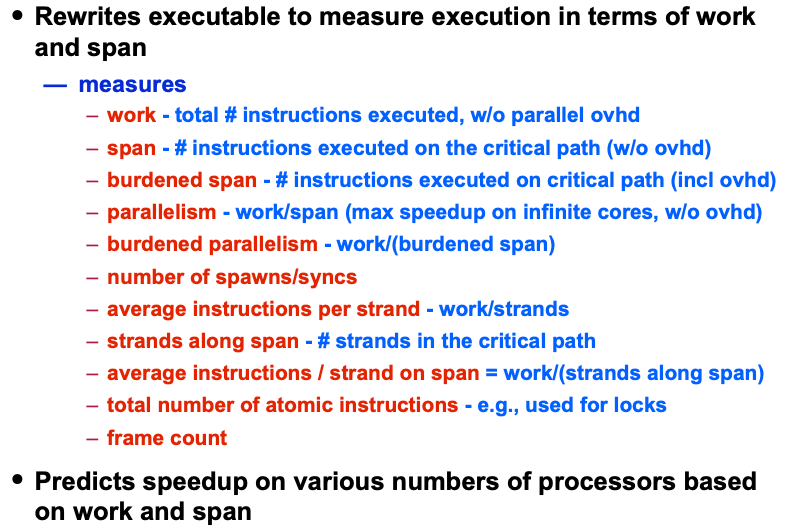 • Rewrites executable to measure execution in terms of work
and span
— measures
– work - total # instructions executed, w/o parallel ovhd
– span - # instructions executed on the critical path (w/o ovhd)
– burdened span - # instructions executed on critical path (incl ovhd)
– parallelism - work/span (max speedup on infinite cores, w/o ovhd)
– burdened parallelism - work/(burdened span)
– number of spawns/syncs
– average instructions per strand - work/strands
– strands along span - # strands in the critical path
– average instructions / strand on span = work/(strands along span)
– total number of atomic instructions - e.g., used for locks
– frame count
• Predicts speedup on various numbers of processors based
on work and span